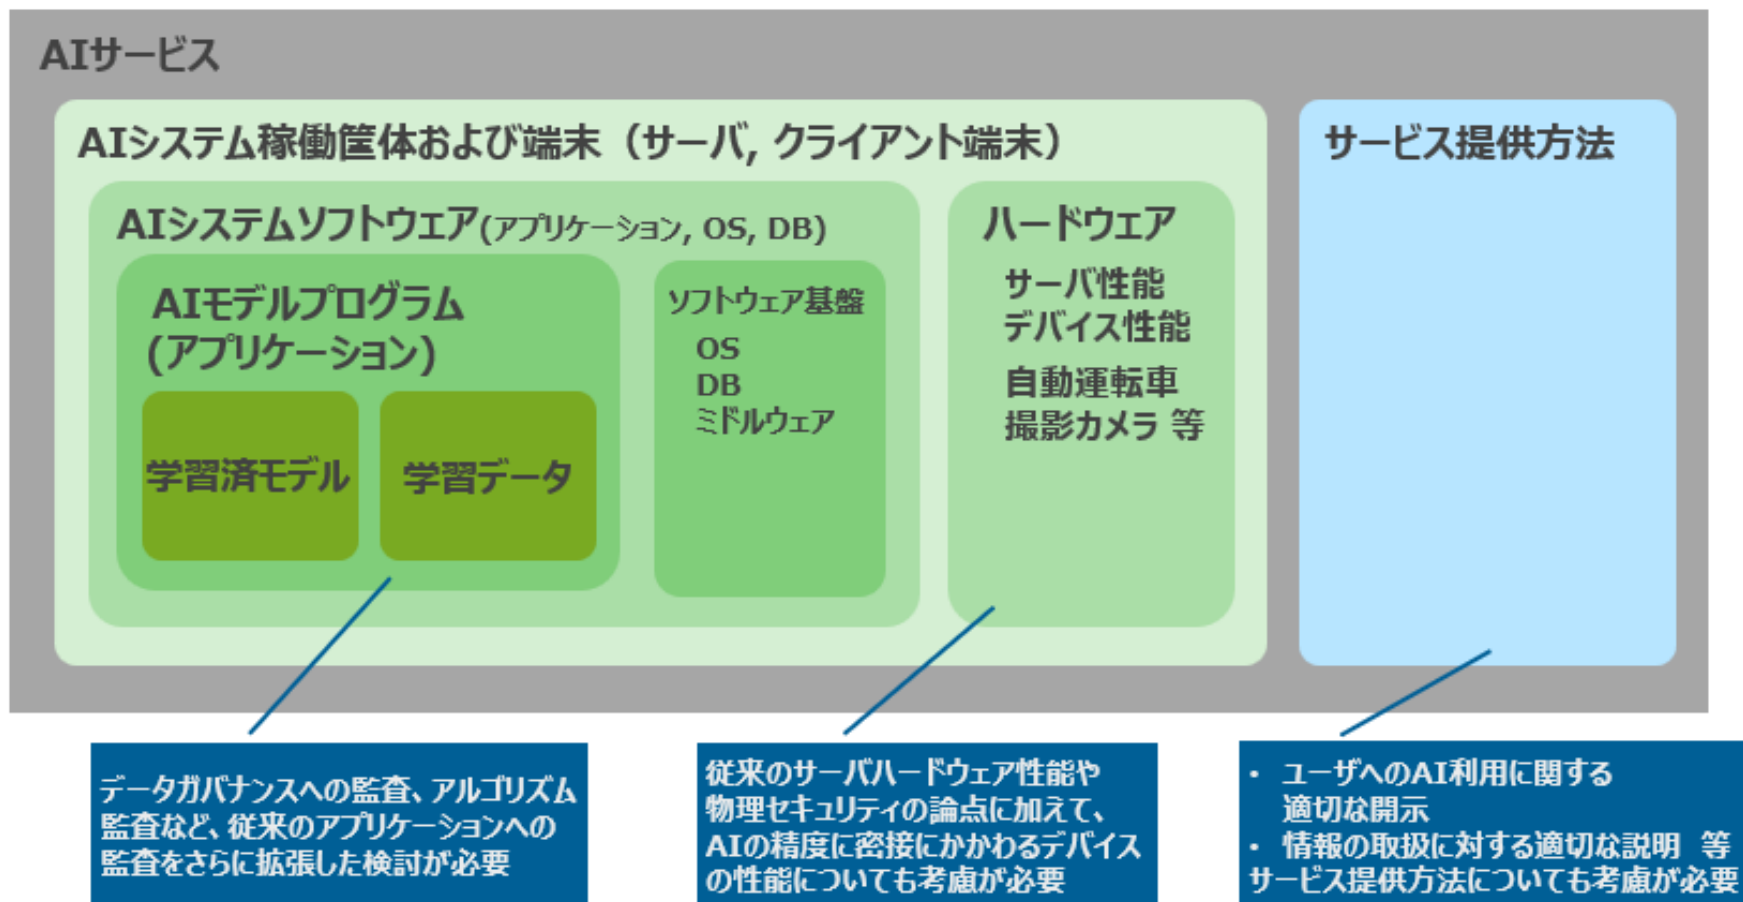 AIサービス
AIシステム稼働筐体および端末（サーバ, クライアント端末）
AIシステムソフトウェア(アプリケーション, OS, DB)
AIモデルプログラム
(アプリケーション)
学習済モデル
学習データ
ソフトウェア基盤
OS
DB
ミドルウェア
ハードウェア
サーバ性能
デバイス性能
自動運転車
撮影カメラ 等
サービス提供方法
データガバナンスへの監査、アルゴリズム
監査など、従来のアプリケーションへの
監査をさらに拡張した検討が必要
従来のサーバハードウェア性能や
物理セキュリティの論点に加えて、
AIの精度に密接にかかわるデバイス
の性能についても考慮が必要
• ユーザへのAI利用に関する
適切な開示
• 情報の取扱に対する適切な説明 等
サービス提供方法についても考慮が必要